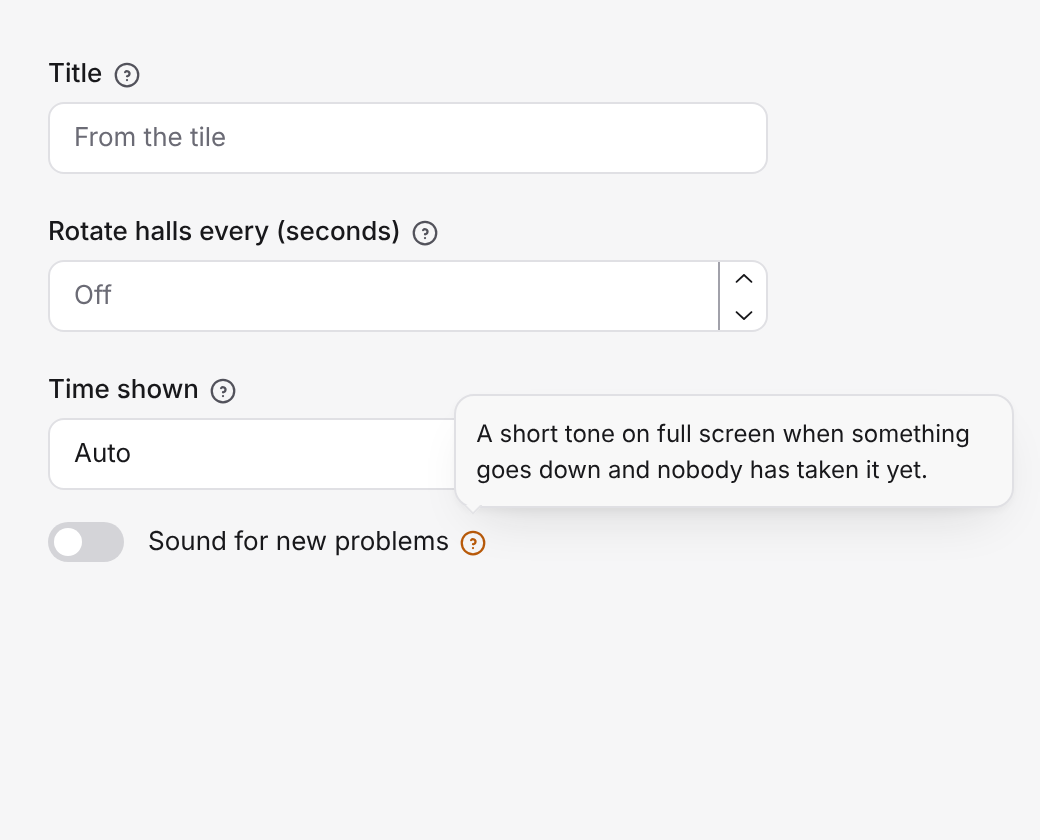 Title
From the tile
Rotate halls every (seconds)
Off
Time shown
Auto
A short tone on full screen when something
goes down and nobody has taken it yet.
Sound for new problems